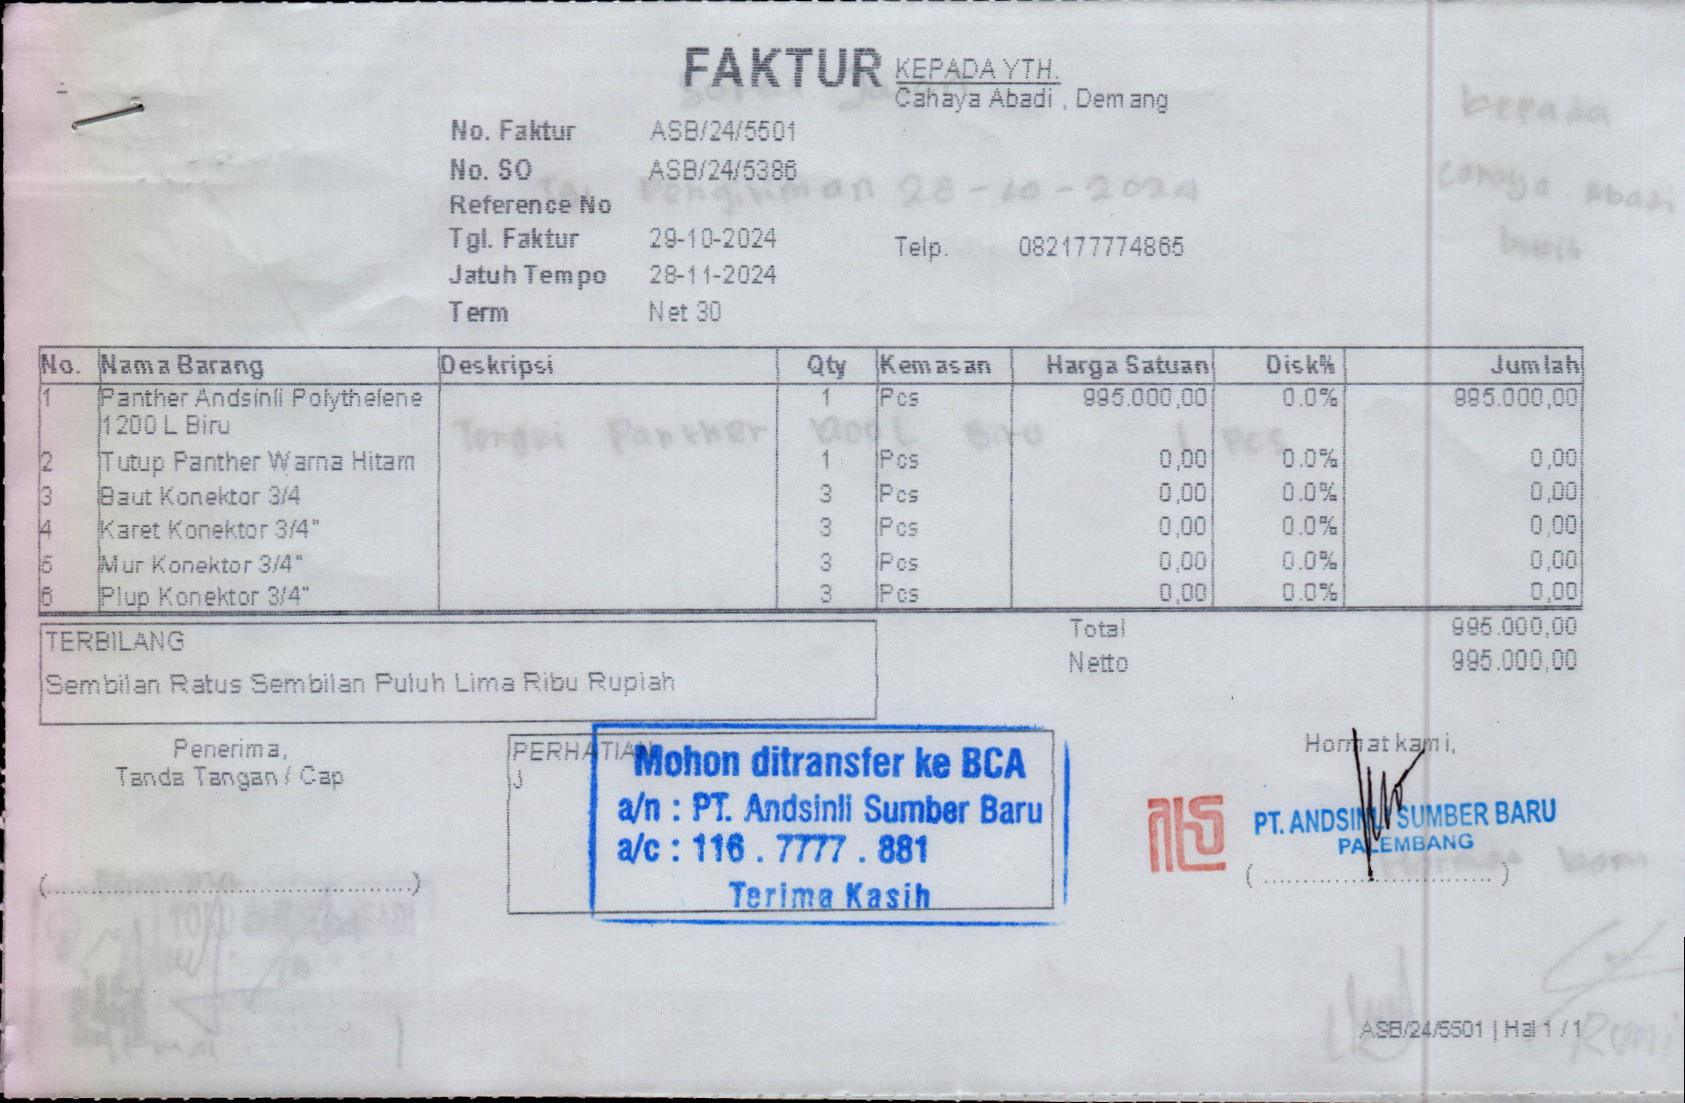 FAKTUR
KEPADA YTH.
Cahaya Abadi , Demang
No. Faktur ASB/24/5501
No. SO ASB/24/5386
Reference No
Tgl. Faktur 29-10-2024
Telp. 082177774865
Jatuh Tempo 28-11-2024
Term Net 30
No. Nama Barang Deskripsi Qty Kemasan Harga Satuan Disk% Jumlah
1 Panther Andsinli Polythelene 1 Pcs 995.000,00 0.0% 995.000,00
1200 L Biru
2 Tutup Panther Warna Hitam 1 Pcs 0,00 0.0% 0,00
3 Baut Konektor 3/4 3 Pcs 0,00 0.0% 0,00
4 Karet Konektor 3/4" 3 Pcs 0,00 0.0% 0,00
5 Mur Konektor 3/4" 3 Pcs 0,00 0.0% 0,00
6 Plup Konektor 3/4" 3 Pcs 0,00 0.0% 0,00
Total 995.000,00
Netto 995.000,00
TERBILANG
Sembilan Ratus Sembilan Puluh Lima Ribu Rupiah
Penerima,
Tanda Tangan / Cap
PERHATIAN
Mohon ditransfer ke BCA
a/n : PT. Andsinli Sumber Baru
a/c : 116 . 7777 . 881
Terima Kasih
Hormat kami,
PT. ANDSINLI SUMBER BARU
PALEMBANG
Pengiriman 28-10-2024
Panther 1200 L Biru 1 Pcs
ASB/24/5501 | Hal 1 / 1